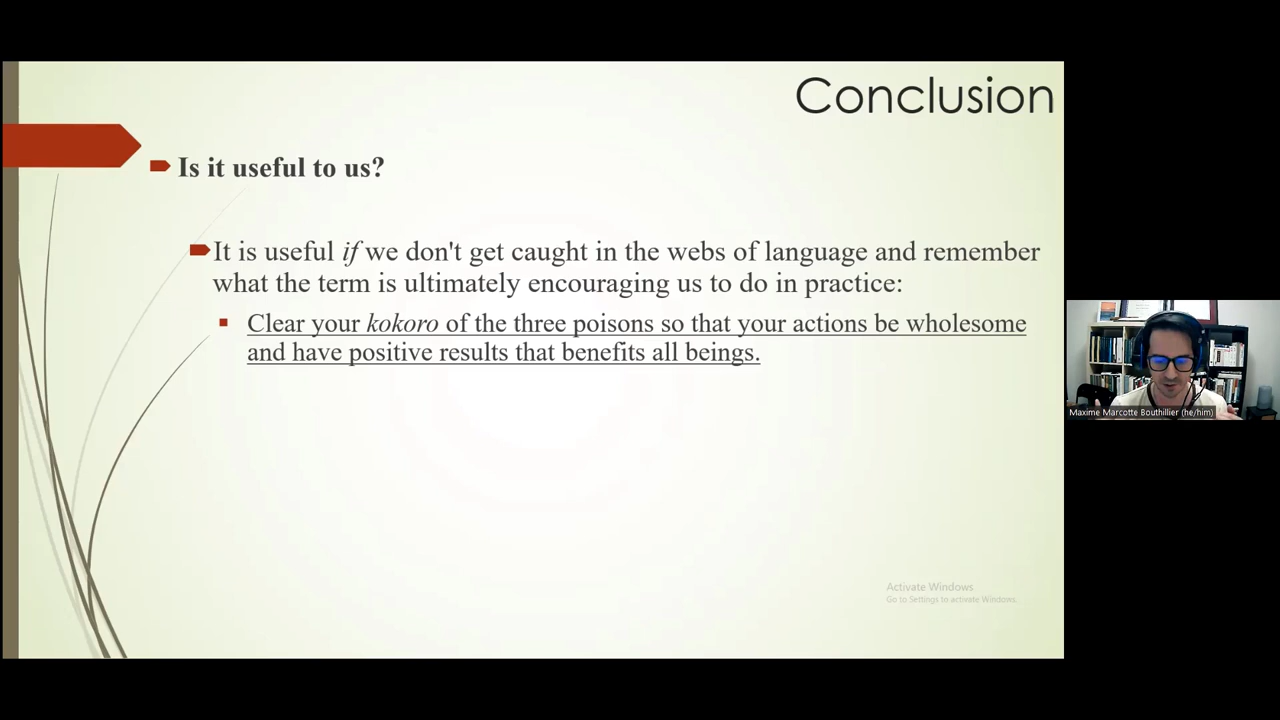 Conclusion
Is it useful to us?
It is useful if we don't get caught in the webs of language and remember
what the term is ultimately encouraging us to do in practice:
Clear your kokoro of the three poisons so that your actions be wholesome
and have positive results that benefits all beings.
Maxime Marcotte Bouthillier (he/him)
Activate Windows
Go to Settings to activate Windows.